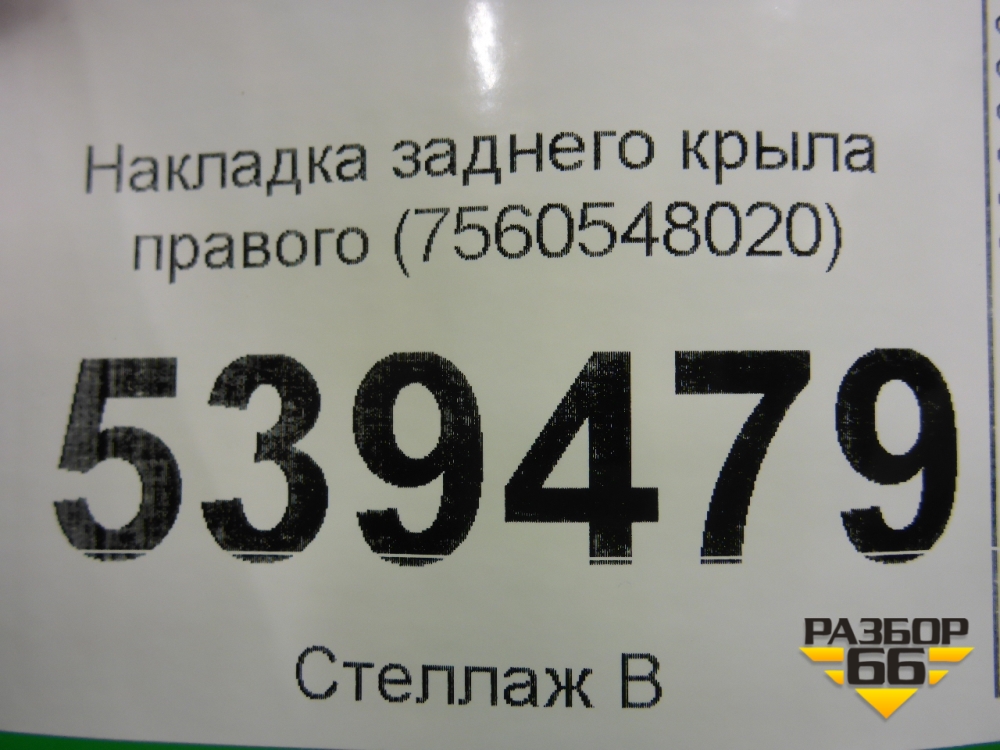 Накладка заднего крыла
правого (7560548020)
539479
Стеллаж В
РАЗБОР
66